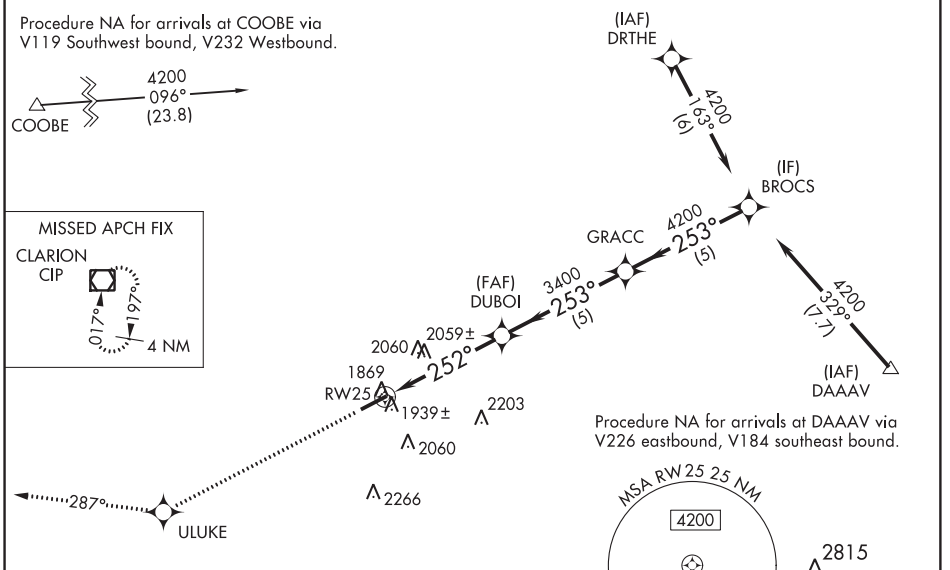 Procedure NA for arrivals at COOBE via
V119 Southwest bound, V232 Westbound.
4200
096°
(23.8)
COOBE
(IAF)
DRTHE
4200
163°
(6)
(IF)
BROCS
MISSED APCH FIX
CLARION
CIP
017°
197°
4 NM
GRACC
4200
253°
(5)
(FAF)
DUBOI
3400
253°
(5)
4200
329°
(7.7)
(IAF)
DAAAV
2060
2059±
252°
1869
RW25
1939±
2203
2060
2266
Procedure NA for arrivals at DAAAV via
V226 eastbound, V184 southeast bound.
287°
ULUKE
MSA RW25 25 NM
4200
2815